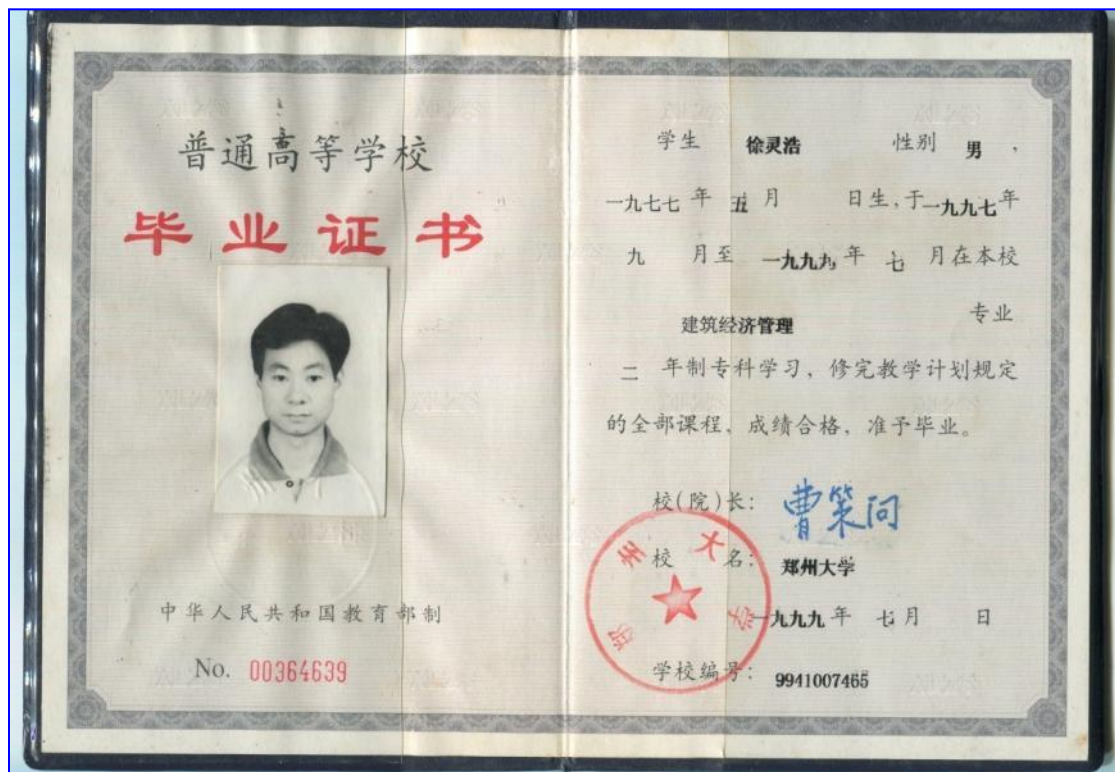 普通高等学校
毕业证书
中华人民共和国教育部制
No. 00364639
学生 徐灵浩 性别 男，
一九七七年五月 日生，于一九九七年
九 月至 一九九九年 七 月在本校
建筑经济管理 专业
二 年制专科学习，修完教学计划规定
的全部课程，成绩合格，准予毕业。
校(院)长： 曹策问
校 名： 郑州大学
郑州大学
一九九九年 七月 日
学校编号： 9941007465